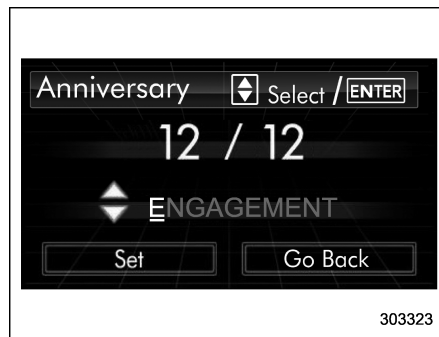 Anniversary Select / ENTER
12 / 12
ENGAGEMENT
Set Go Back
303323